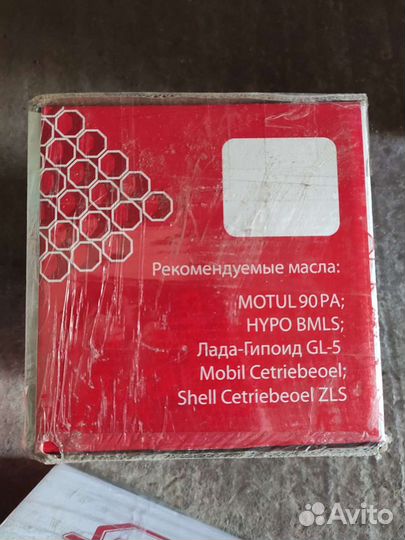 Рекомендуемые масла:
MOTUL 90 PA;
HYPO BMLS;
Лада-Гипоид GL-5
Mobil Cetriebeoel;
Shell Cetriebeoel ZLS
Avito